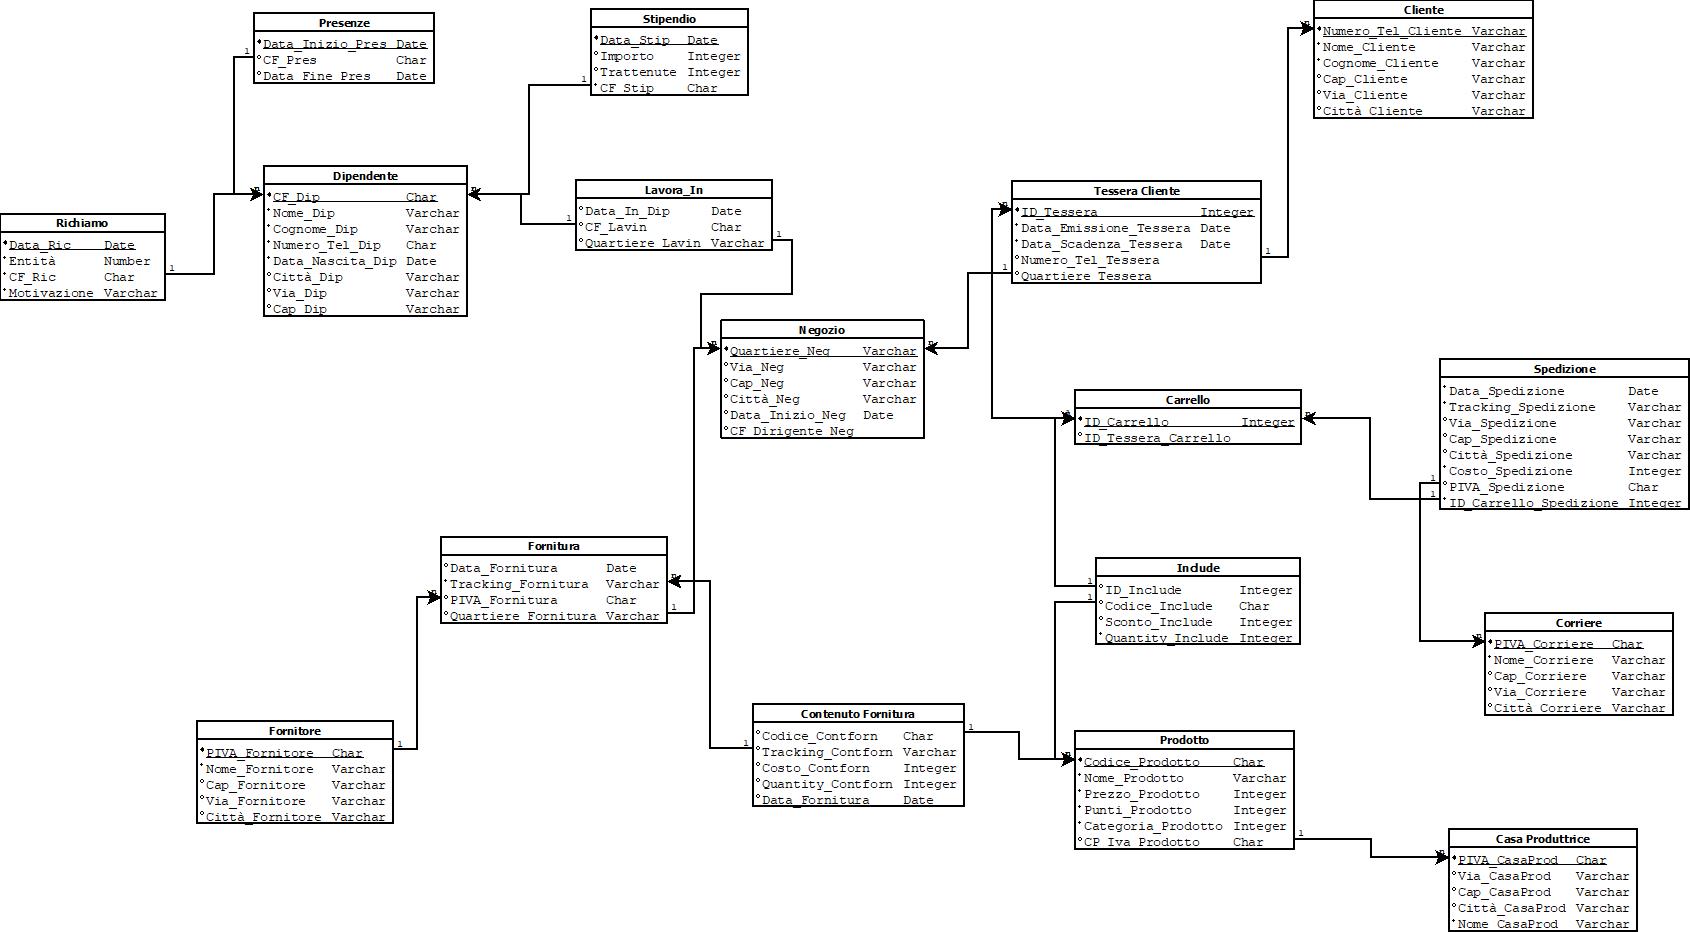 Presenze
Data_Inizio_Pres Date
CF_Pres Char
Data_Fine_Pres Date
Stipendio
Data_Stip Date
Importo Integer
Trattenute Integer
CF_Stip Char
Cliente
Numero_Tel_Cliente Varchar
Nome_Cliente Varchar
Cognome_Cliente Varchar
Cap_Cliente Varchar
Via_Cliente Varchar
Città_Cliente Varchar
Richiamo
Data_Ric Date
Entità Number
CF_Ric Char
Motivazione Varchar
Dipendente
CF_Dip Char
Nome_Dip Varchar
Cognome_Dip Varchar
Numero_Tel_Dip Char
Data_Nascita_Dip Date
Città_Dip Varchar
Via_Dip Varchar
Cap_Dip Varchar
Lavora_In
Data_In_Dip Date
CF_Lavin Char
Quartiere_Lavin Varchar
Tessera Cliente
ID_Tessera Integer
Data_Emissione_Tessera Date
Data_Scadenza_Tessera Date
Numero_Tel_Tessera
Quartiere_Tessera
Negozio
Quartiere_Neg Varchar
Via_Neg Varchar
Cap_Neg Varchar
Città_Neg Varchar
Data_Inizio_Neg Date
CF_Dirigente_Neg
Carrello
ID_Carrello Integer
ID_Tessera_Carrello
Spedizione
Data_Spedizione Date
Tracking_Spedizione Varchar
Via_Spedizione Varchar
Cap_Spedizione Varchar
Città_Spedizione Varchar
Costo_Spedizione Integer
PIVA_Spedizione Char
ID_Carrello_Spedizione Integer
Fornitura
Data_Fornitura Date
Tracking_Fornitura Varchar
PIVA_Fornitura Char
Quartiere_Fornitura Varchar
Include
ID_Include Integer
Codice_Include Char
Sconto_Include Integer
Quantity_Include Integer
Corriere
PIVA_Corriere Char
Nome_Corriere Varchar
Cap_Corriere Varchar
Via_Corriere Varchar
Città_Corriere Varchar
Fornitore
PIVA_Fornitore Char
Nome_Fornitore Varchar
Cap_Fornitore Varchar
Via_Fornitore Varchar
Città_Fornitore Varchar
Contenuto Fornitura
Codice_Contforn Char
Tracking_Contforn Varchar
Costo_Contforn Integer
Quantity_Contforn Integer
Data_Fornitura Date
Prodotto
Codice_Prodotto Char
Nome_Prodotto Varchar
Prezzo_Prodotto Integer
Punti_Prodotto Integer
Categoria_Prodotto Integer
CP_Iva_Prodotto Char
Casa Produttrice
PIVA_CasaProd Char
Via_CasaProd Varchar
Cap_CasaProd Varchar
Città_CasaProd Varchar
Nome_CasaProd Varchar